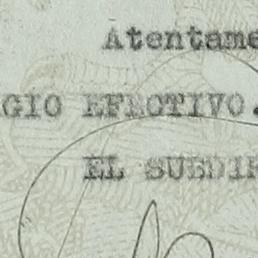 Atentame
GIO EFECTIVO.
EL SUBDIR